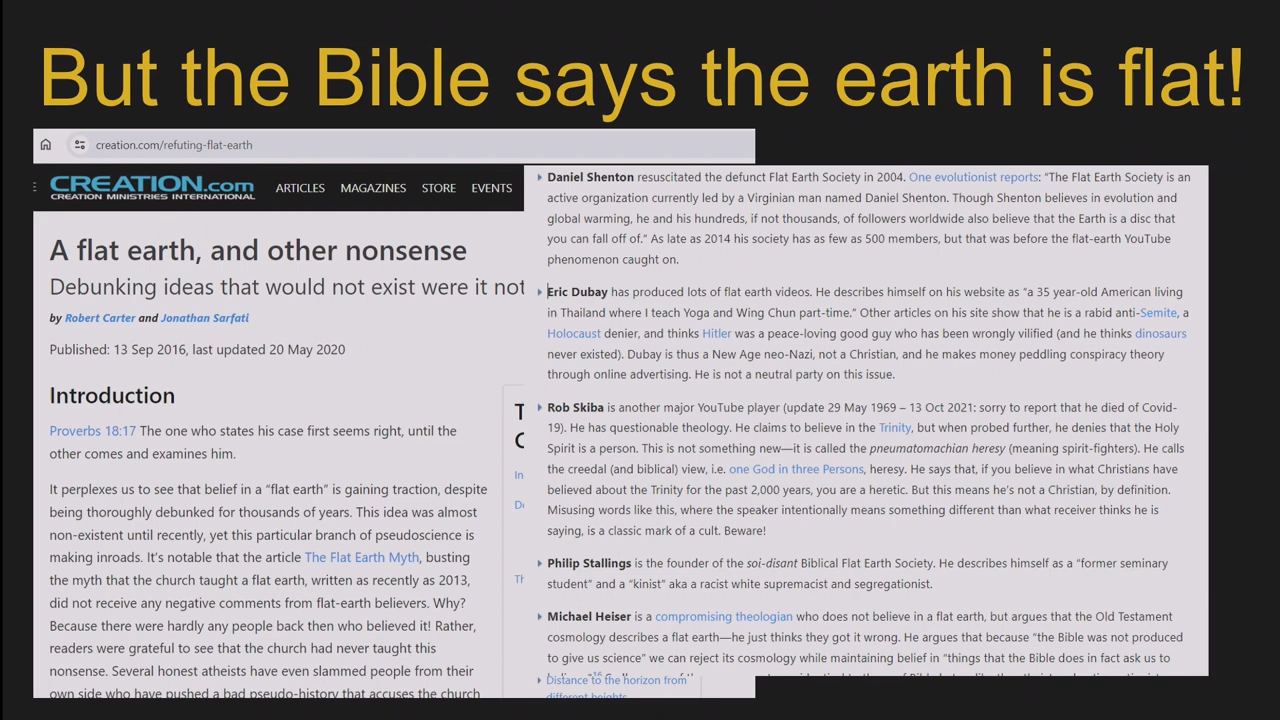 But the Bible says the earth is flat!
creation.com/refuting-flat-earth
CREATION.com
CREATION MINISTRIES INTERNATIONAL
ARTICLES MAGAZINES STORE EVENTS
A flat earth, and other nonsense
Debunking ideas that would not exist were it not
by Robert Carter and Jonathan Sarfati
Published: 13 Sep 2016, last updated 20 May 2020
Introduction
Proverbs 18:17 The one who states his case first seems right, until the
other comes and examines him.
It perplexes us to see that belief in a “flat earth” is gaining traction, despite
being thoroughly debunked for thousands of years. This idea was almost
non-existent until recently, yet this particular branch of pseudoscience is
making inroads. It’s notable that the article The Flat Earth Myth, busting
the myth that the church taught a flat earth, written as recently as 2013,
did not receive any negative comments from flat-earth believers. Why?
Because there were hardly any people back then who believed it! Rather,
readers were grateful to see that the church had never taught this
nonsense. Several honest atheists have even slammed people from their
own side who have pushed a bad pseudo-history that accuses the church
T
C
In
De
Th
Daniel Shenton resuscitated the defunct Flat Earth Society in 2004. One evolutionist reports: “The Flat Earth Society is an
active organization currently led by a Virginian man named Daniel Shenton. Though Shenton believes in evolution and
global warming, he and his hundreds, if not thousands, of followers worldwide also believe that the Earth is a disc that
you can fall off of.” As late as 2014 his society has as few as 500 members, but that was before the flat-earth YouTube
phenomenon caught on.
Eric Dubay has produced lots of flat earth videos. He describes himself on his website as “a 35 year-old American living
in Thailand where I teach Yoga and Wing Chun part-time.” Other articles on his site show that he is a rabid anti-Semite, a
Holocaust denier, and thinks Hitler was a peace-loving good guy who has been wrongly vilified (and he thinks dinosaurs
never existed). Dubay is thus a New Age neo-Nazi, not a Christian, and he makes money peddling conspiracy theory
through online advertising. He is not a neutral party on this issue.
Rob Skiba is another major YouTube player (update 29 May 1969 – 13 Oct 2021: sorry to report that he died of Covid-
19). He has questionable theology. He claims to believe in the Trinity, but when probed further, he denies that the Holy
Spirit is a person. This is not something new—it is called the pneumatomachian heresy (meaning spirit-fighters). He calls
the creedal (and biblical) view, i.e. one God in three Persons, heresy. He says that, if you believe in what Christians have
believed about the Trinity for the past 2,000 years, you are a heretic. But this means he’s not a Christian, by definition.
Misusing words like this, where the speaker intentionally means something different than what receiver thinks he is
saying, is a classic mark of a cult. Beware!
Philip Stallings is the founder of the soi-disant Biblical Flat Earth Society. He describes himself as a “former seminary
student” and a “kinist” aka a racist white supremacist and segregationist.
Michael Heiser is a compromising theologian who does not believe in a flat earth, but argues that the Old Testament
cosmology describes a flat earth—he just thinks they got it wrong. He argues that because “the Bible was not produced
to give us science” we can reject its cosmology while maintaining belief in “things that the Bible does in fact ask us to
Distance to the horizon from
different heights